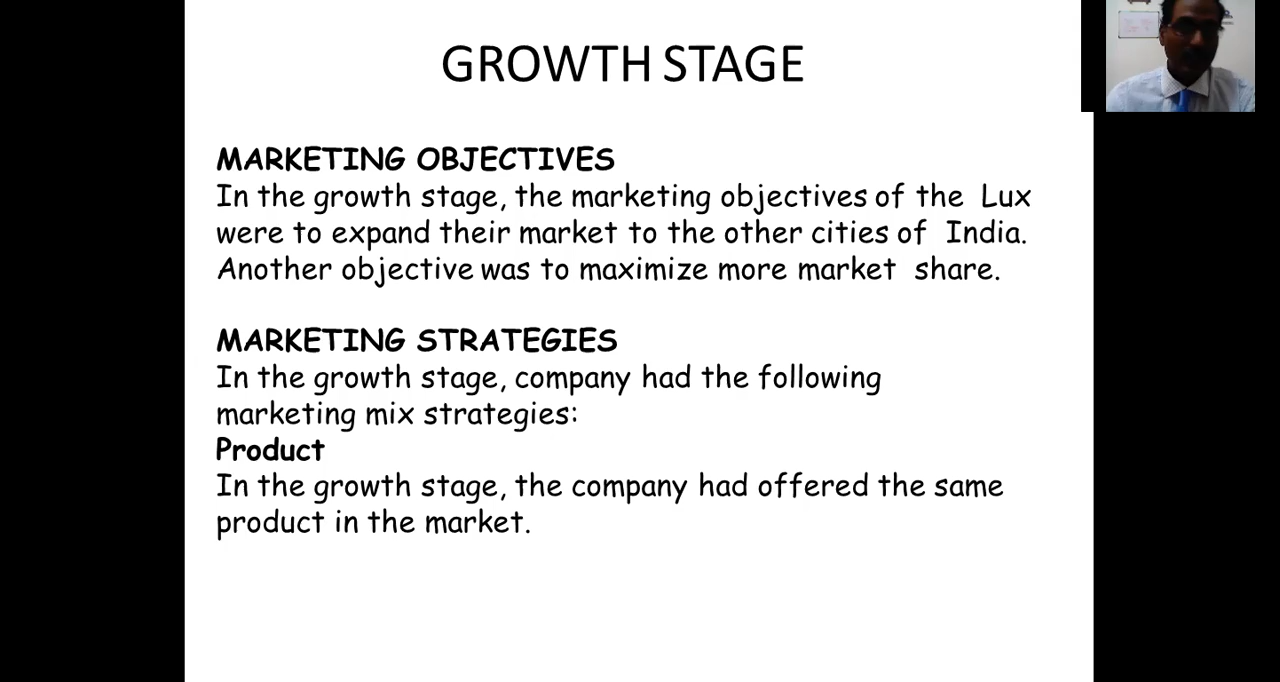 GROWTH STAGE
MARKETING OBJECTIVES
In the growth stage, the marketing objectives of the Lux
were to expand their market to the other cities of India.
Another objective was to maximize more market share.
MARKETING STRATEGIES
In the growth stage, company had the following
marketing mix strategies:
Product
In the growth stage, the company had offered the same
product in the market.